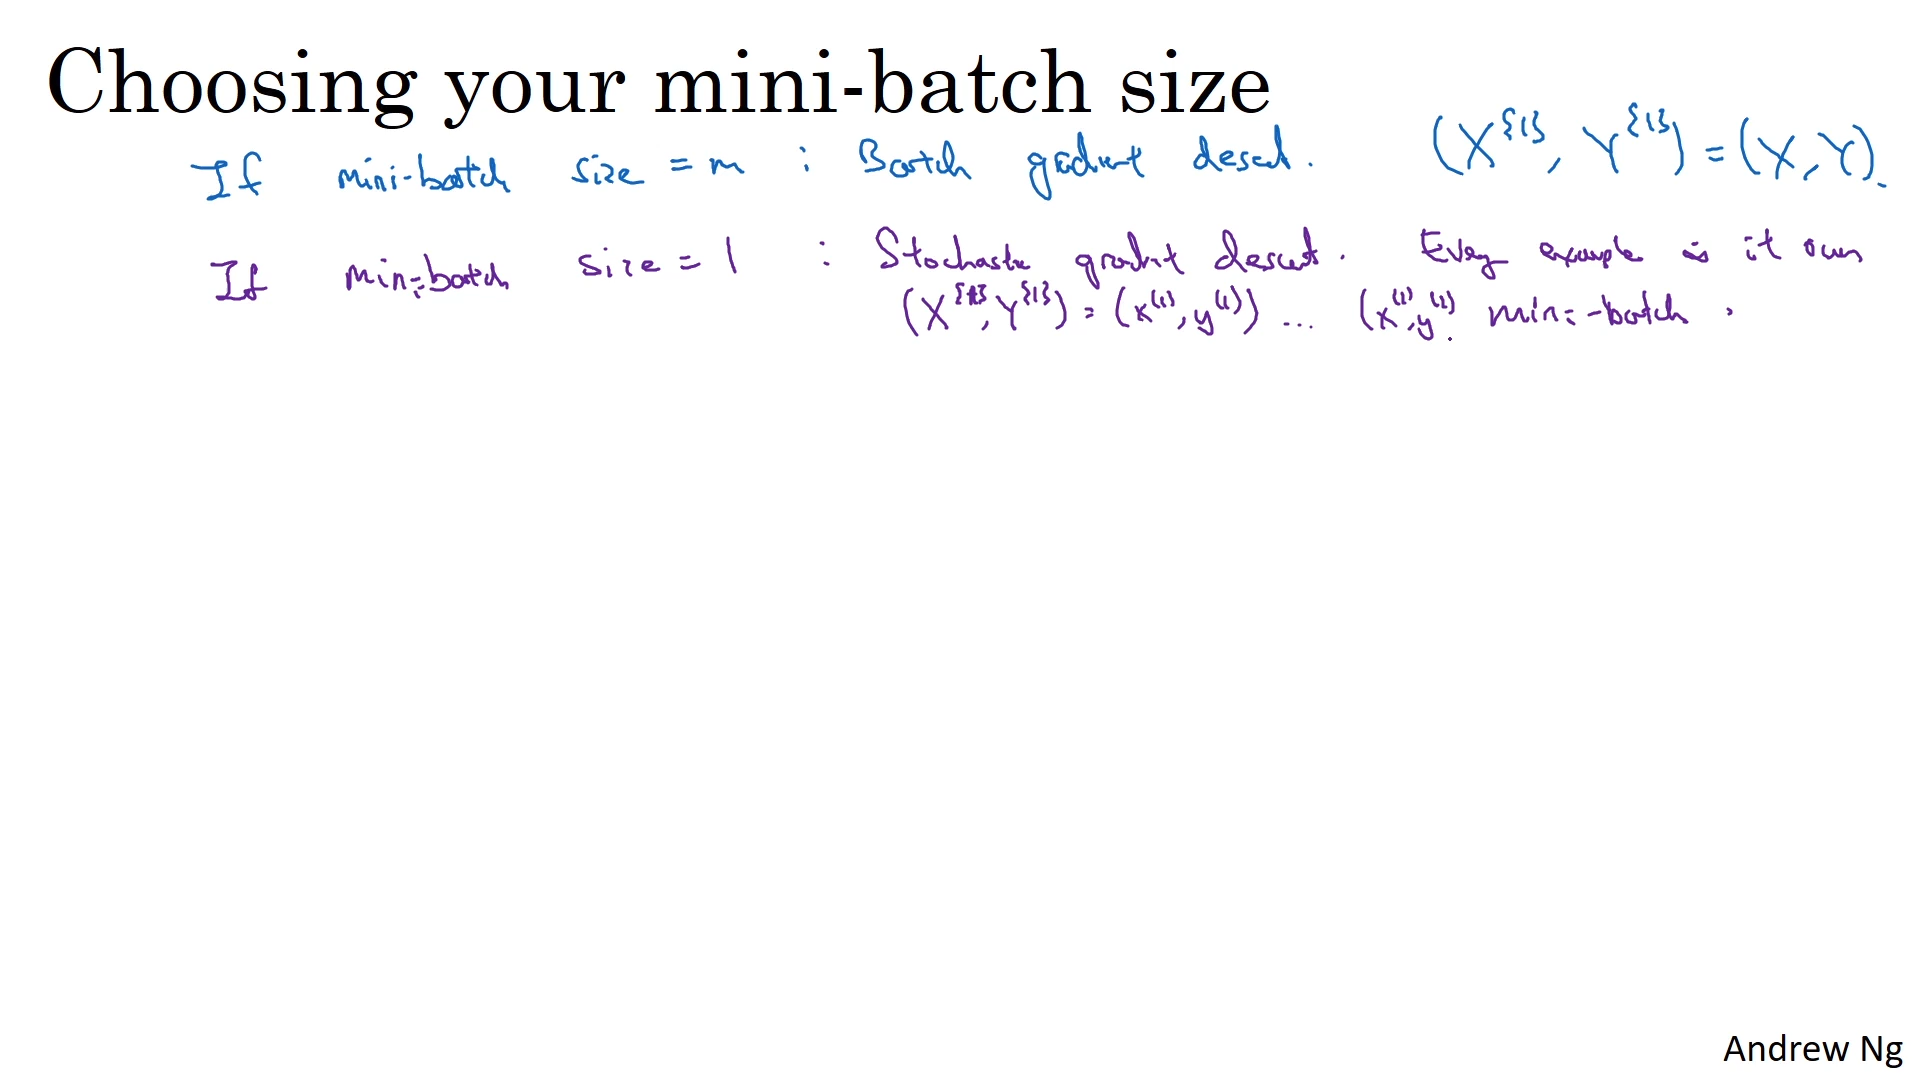 Choosing your mini-batch size
If mini-batch size = m : Batch gradient descent. (X^{1}, Y^{1}) = (X, Y).
If mini-batch size = 1 : Stochastic gradient descent. Every example is it own
(X^{1}, Y^{1}) = (x^(1), y^(1)) ... (x^(1), y^(1) mini-batch.
Andrew Ng